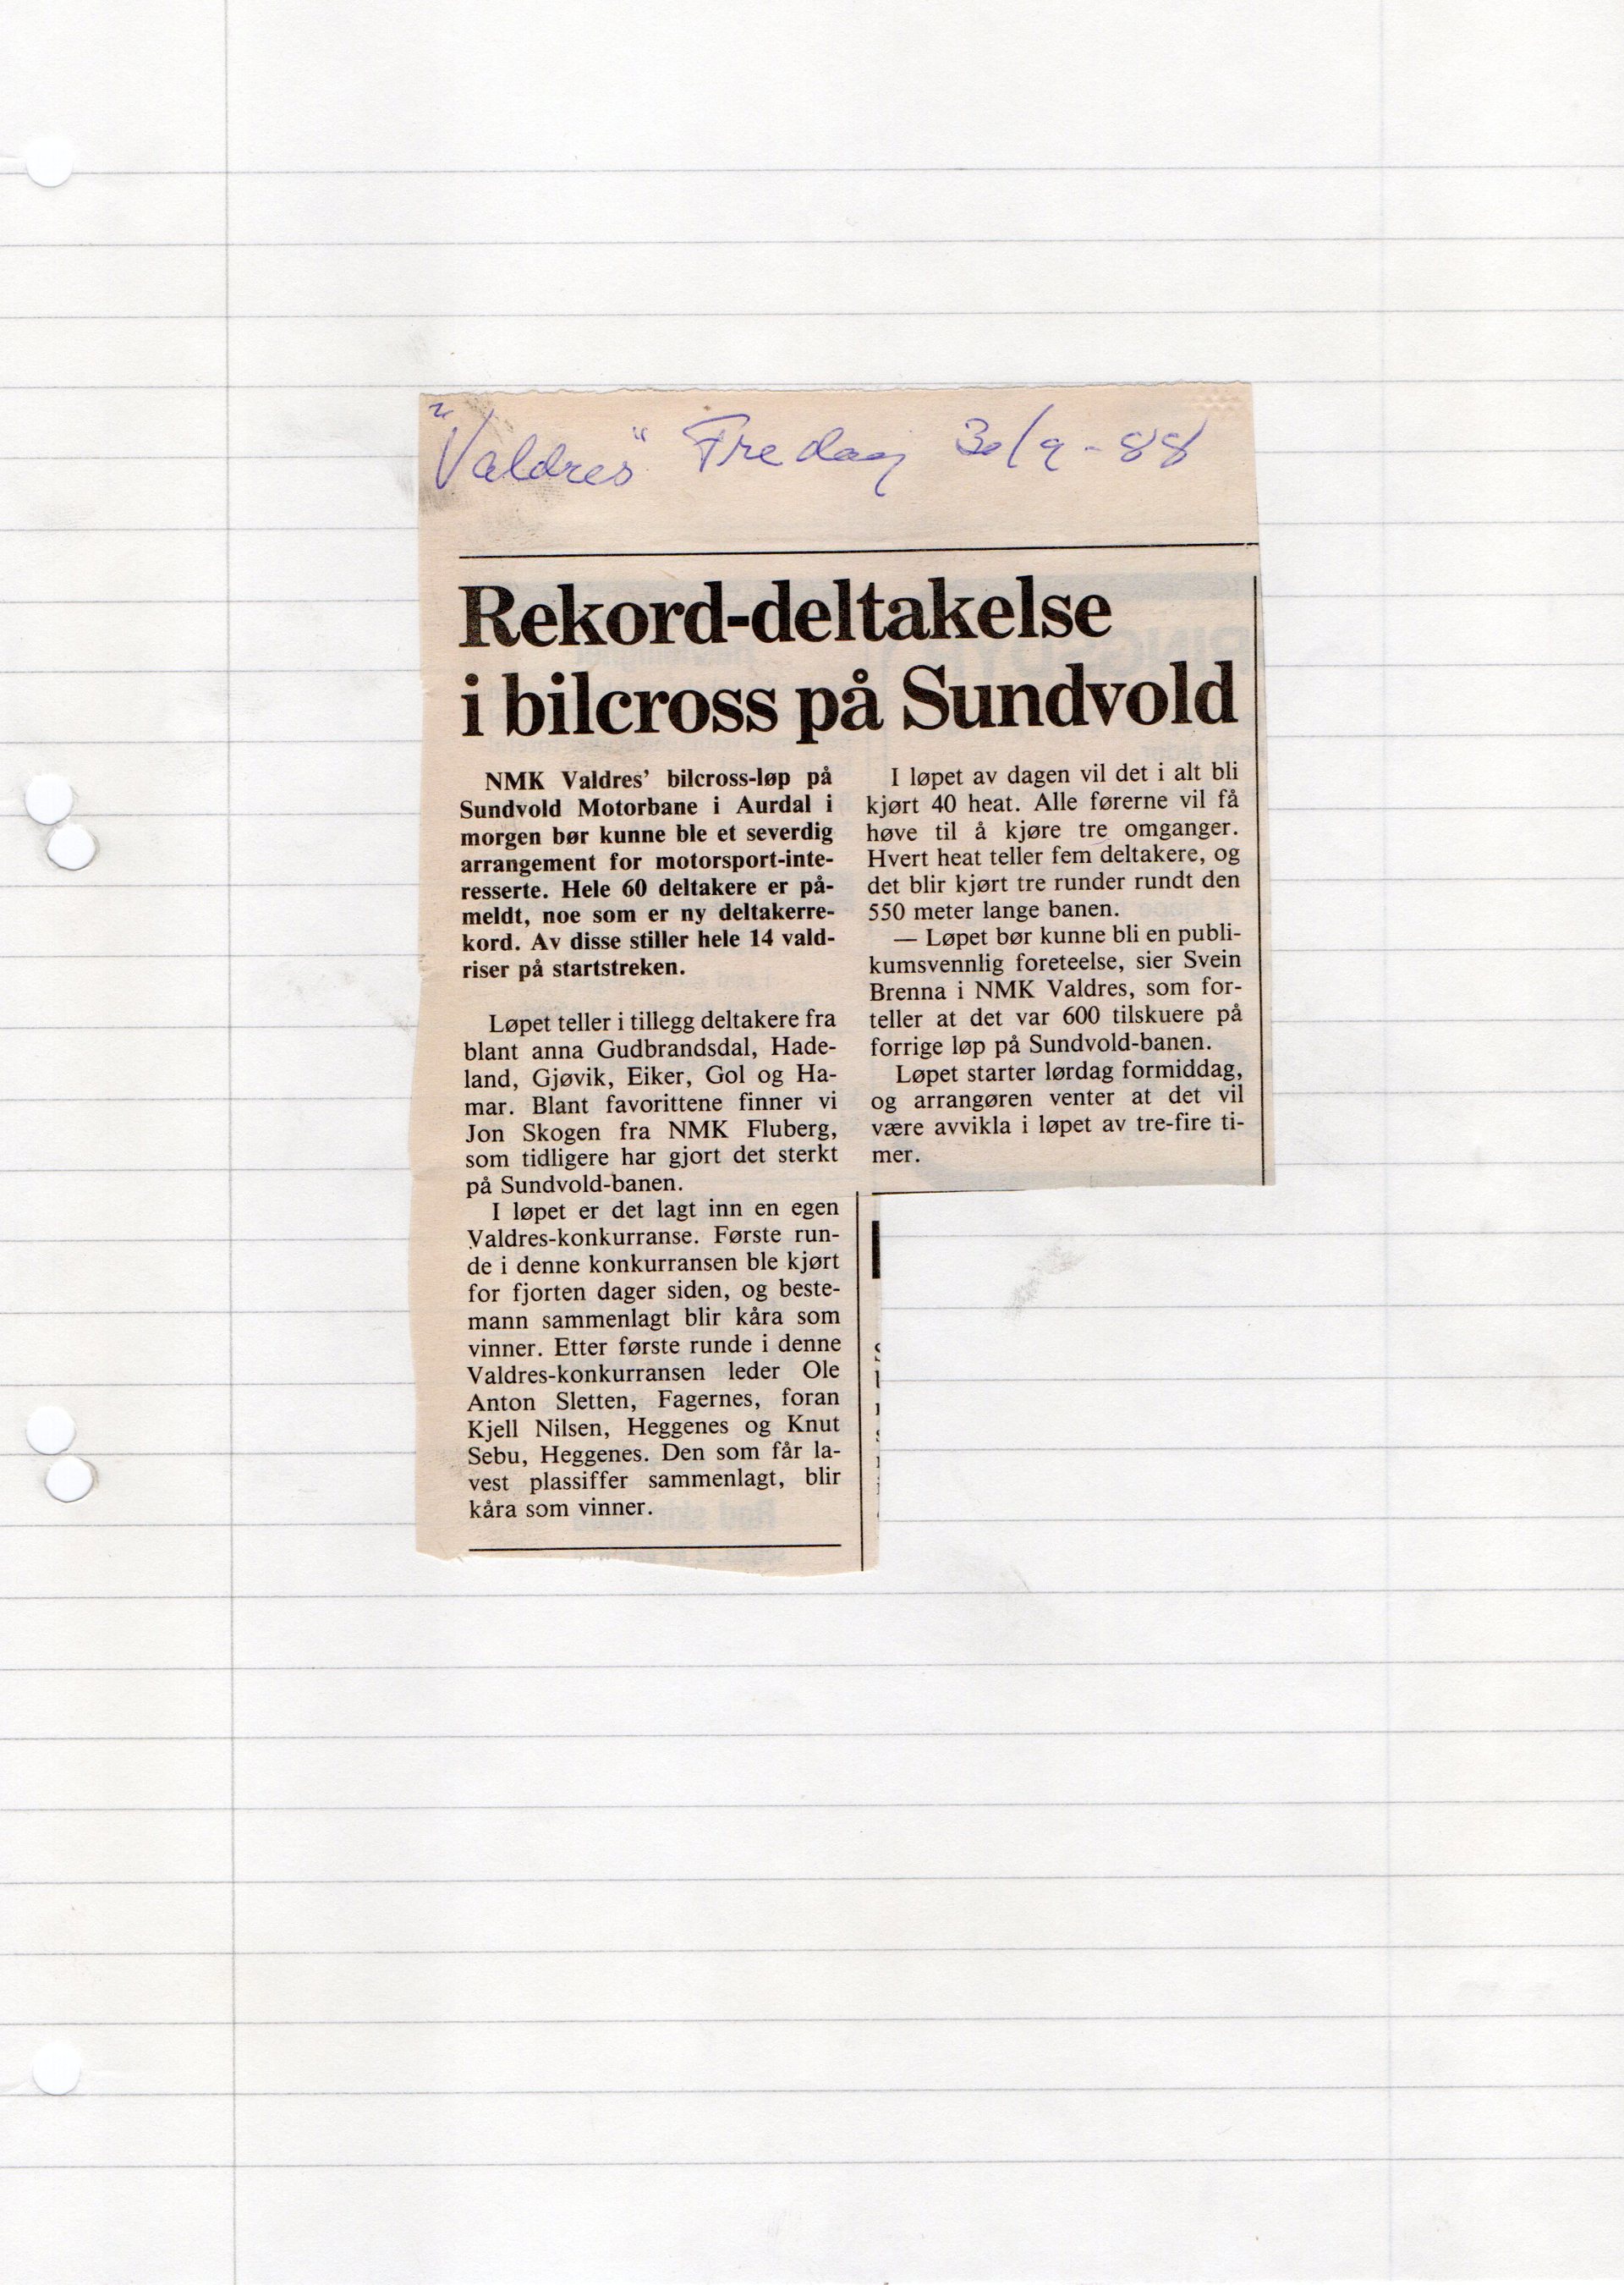 "Valdres" Fredag 30/9-88
Rekord-deltakelse
i bilcross på Sundvold
NMK Valdres' bilcross-løp på
Sundvold Motorbane i Aurdal i
morgen bør kunne ble et severdig
arrangement for motorsport-inte-
resserte. Hele 60 deltakere er på-
meldt, noe som er ny deltakerre-
kord. Av disse stiller hele 14 vald-
riser på startstreken.
Løpet teller i tillegg deltakere fra
blant anna Gudbrandsdal, Hade-
land, Gjøvik, Eiker, Gol og Ha-
mar. Blant favorittene finner vi
Jon Skogen fra NMK Fluberg,
som tidligere har gjort det sterkt
på Sundvold-banen.
I løpet er det lagt inn en egen
Valdres-konkurranse. Første run-
de i denne konkurransen ble kjørt
for fjorten dager siden, og beste-
mann sammenlagt blir kåra som
vinner. Etter første runde i denne
Valdres-konkurransen leder Ole
Anton Sletten, Fagernes, foran
Kjell Nilsen, Heggenes og Knut
Sebu, Heggenes. Den som får la-
vest plassiffer sammenlagt, blir
kåra som vinner.
I løpet av dagen vil det i alt bli
kjørt 40 heat. Alle førerne vil få
høve til å kjøre tre omganger.
Hvert heat teller fem deltakere, og
det blir kjørt tre runder rundt den
550 meter lange banen.
— Løpet bør kunne bli en publi-
kumsvennlig foreteelse, sier Svein
Brenna i NMK Valdres, som for-
teller at det var 600 tilskuere på
forrige løp på Sundvold-banen.
Løpet starter lørdag formiddag,
og arrangøren venter at det vil
være avvikla i løpet av tre-fire ti-
mer.